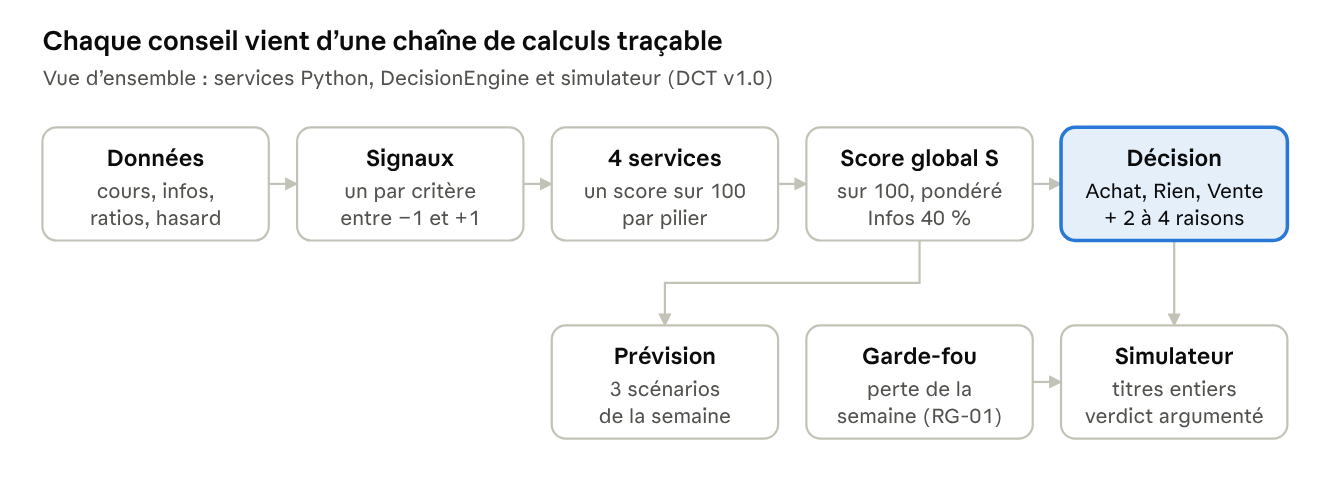 Chaque conseil vient d’une chaîne de calculs traçable
Vue d’ensemble : services Python, DecisionEngine et simulateur (DCT v1.0)
Données
cours, infos,
ratios, hasard
Signaux
un par critère
entre −1 et +1
4 services
un score sur 100
par pilier
Score global S
sur 100, pondéré
Infos 40 %
Décision
Achat, Rien, Vente
+ 2 à 4 raisons
Prévision
3 scénarios
de la semaine
Garde-fou
perte de la
semaine (RG-01)
Simulateur
titres entiers
verdict argumenté